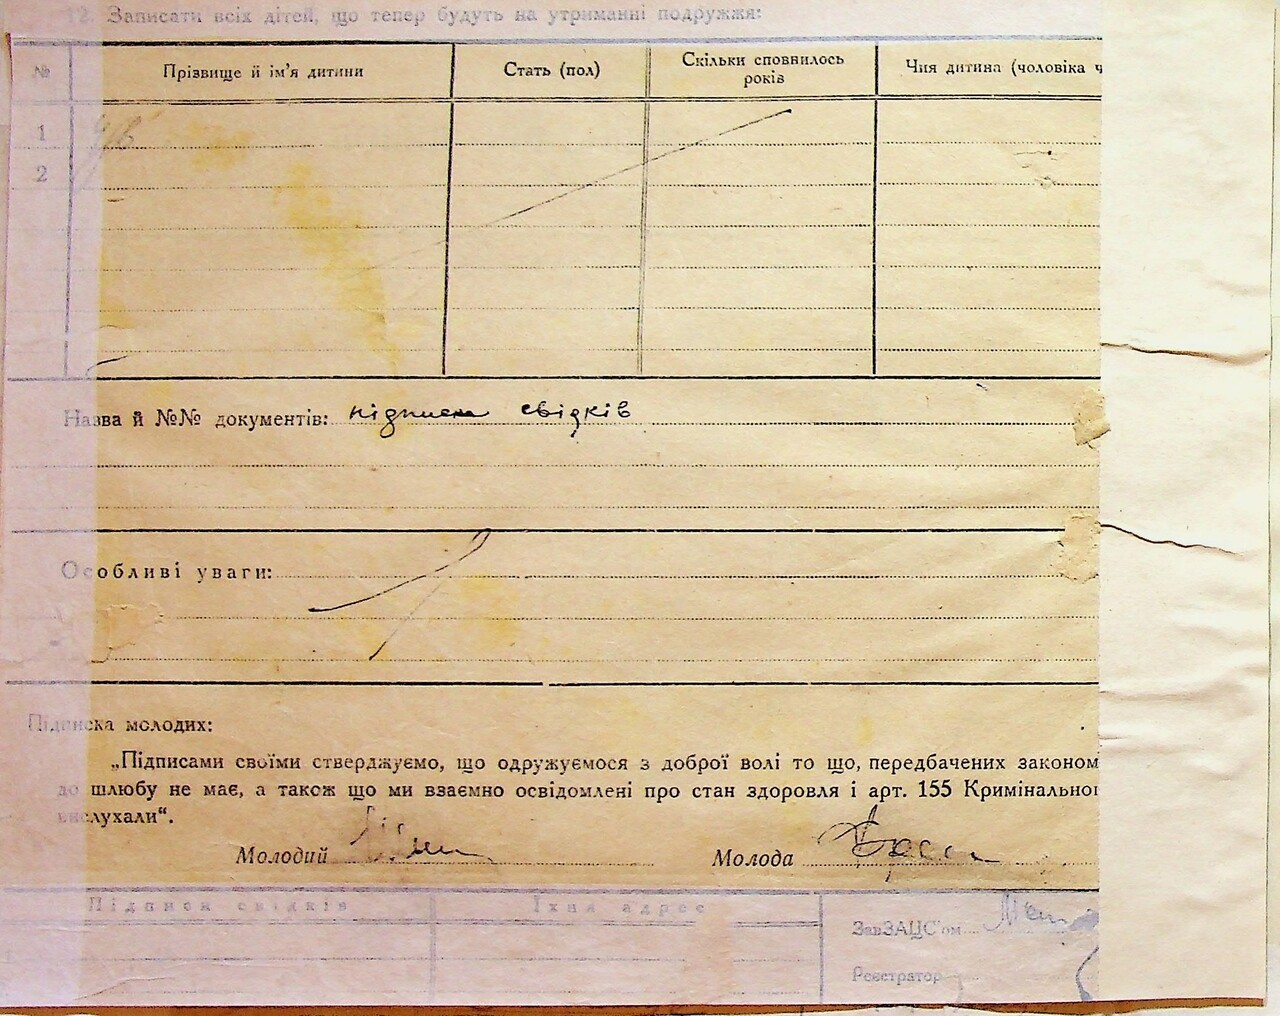 12. Записати всіх дітей, що тепер будуть на утриманні подружжя:
№ Прізвище й ім'я дитини Стать (пол) Скільки сповнилось років Чия дитина (чоловіка ч
1
2
Назва й №№ документів: підписка свідків
Особливі уваги:
Підписка молодих:
„Підписами своїми стверджуємо, що одружуємося з доброї волі то що, передбачених законом
до шлюбу не має, а також що ми взаємно освідомлені про стан здоровля і арт. 155 Кримінальног
вислухали“.
Молодий Молода
Підписи свідків Їхня адрес
ЗавЗАЦС'ом
Реєстратор